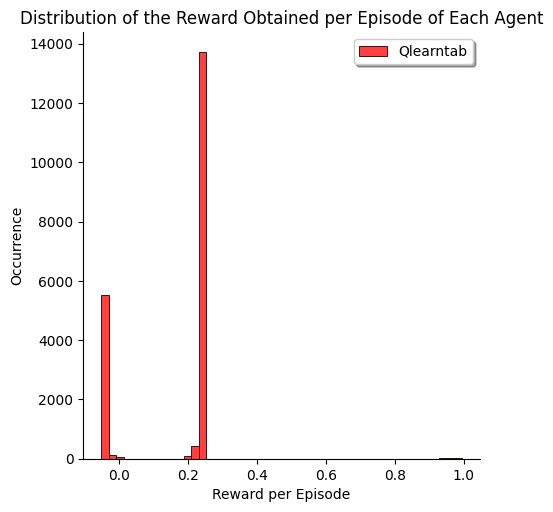 Distribution of the Reward Obtained per Episode of Each Agent
Qlearntab
14000
12000
10000
8000
6000
4000
2000
0
Occurrence
0.0 0.2 0.4 0.6 0.8 1.0
Reward per Episode